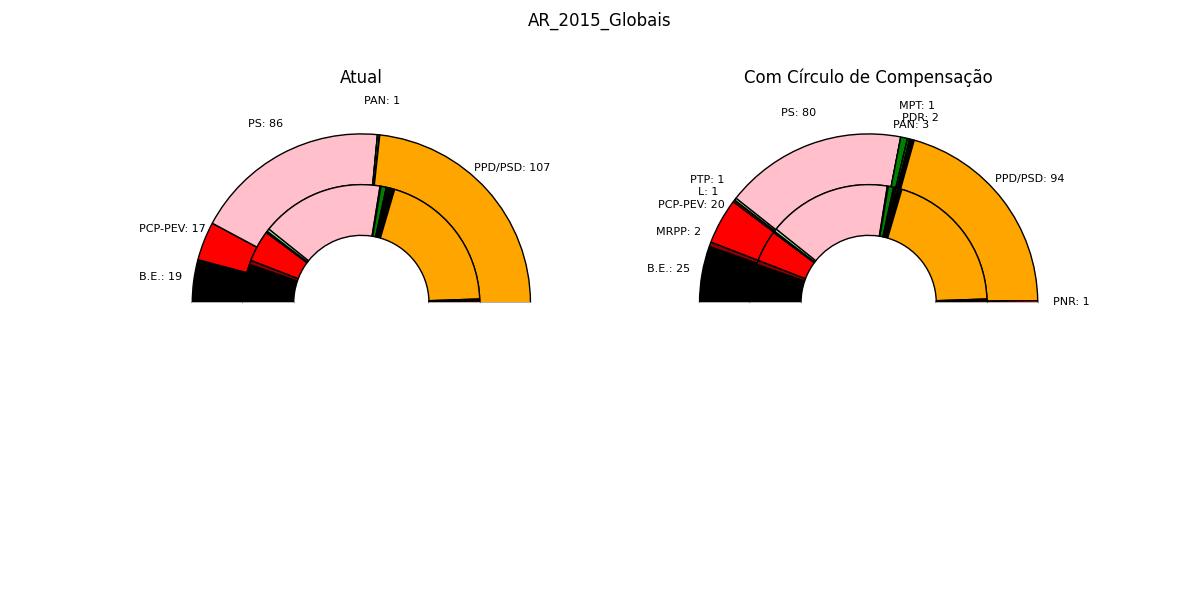 AR_2015_Globais
Atual
PAN: 1
PS: 86
PPD/PSD: 107
PCP-PEV: 17
B.E.: 19
Com Círculo de Compensação
MPT: 1
PS: 80
PDR: 2
PAN: 3
PTP: 1
PPD/PSD: 94
L: 1
PCP-PEV: 20
MRPP: 2
B.E.: 25
PNR: 1